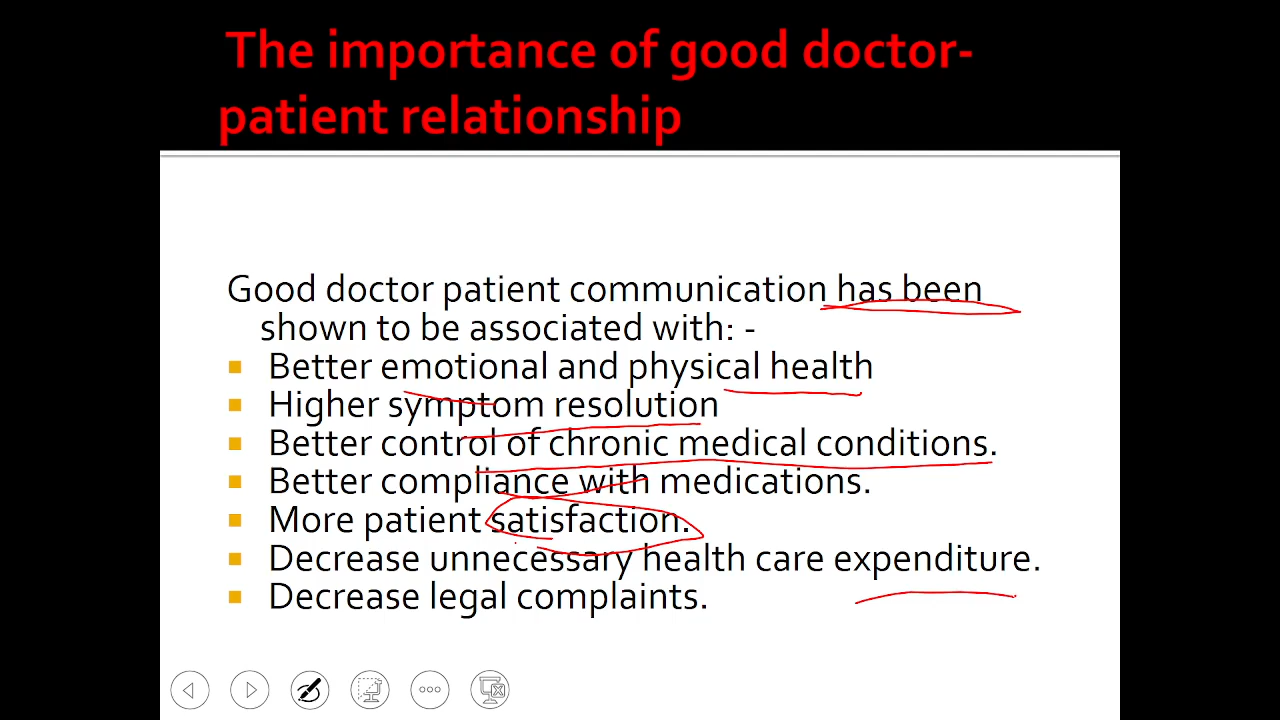 The importance of good doctor-
patient relationship
Good doctor patient communication has been
shown to be associated with: -
Better emotional and physical health
Higher symptom resolution
Better control of chronic medical conditions.
Better compliance with medications.
More patient satisfaction.
Decrease unnecessary health care expenditure.
Decrease legal complaints.